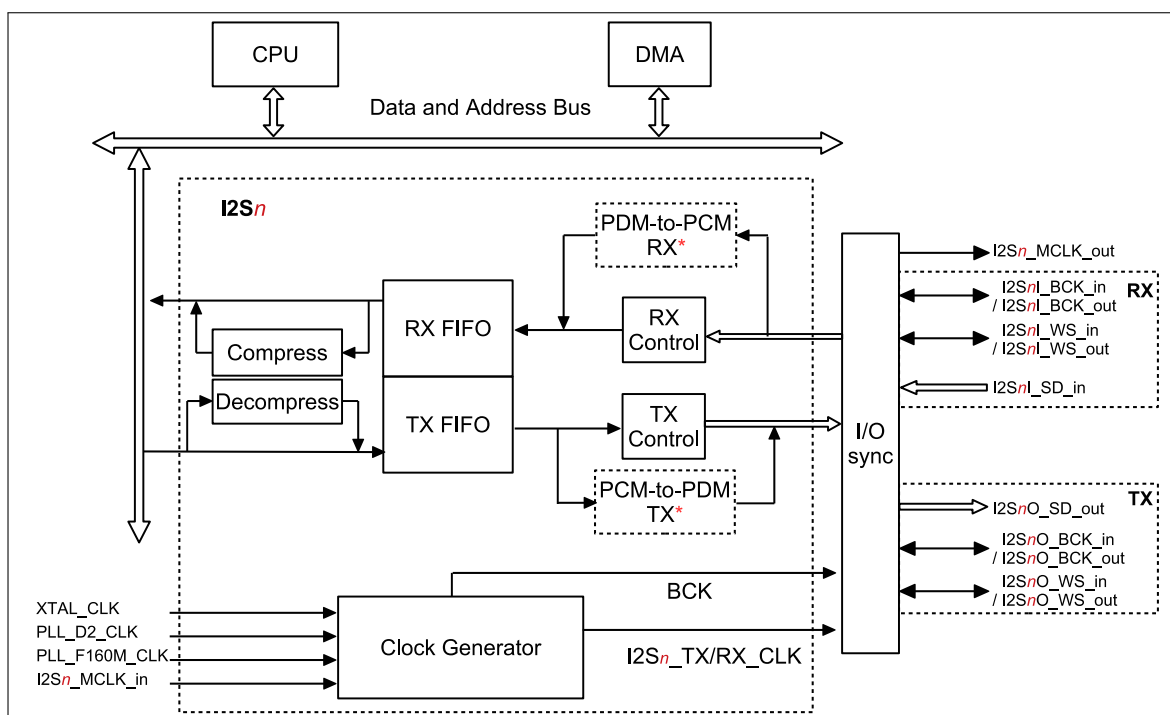 CPU
DMA
Data and Address Bus
I2Sn
PDM-to-PCM
RX*
I2Sn_MCLK_out
I2SnI_BCK_in
/ I2SnI_BCK_out
RX
I2SnI_WS_in
/ I2SnI_WS_out
I2SnI_SD_in
RX FIFO
RX
Control
Compress
Decompress
TX FIFO
TX
Control
I/O
sync
PCM-to-PDM
TX*
TX
I2SnO_SD_out
I2SnO_BCK_in
/ I2SnO_BCK_out
I2SnO_WS_in
/ I2SnO_WS_out
BCK
XTAL_CLK
PLL_D2_CLK
PLL_F160M_CLK
I2Sn_MCLK_in
Clock Generator
I2Sn_TX/RX_CLK